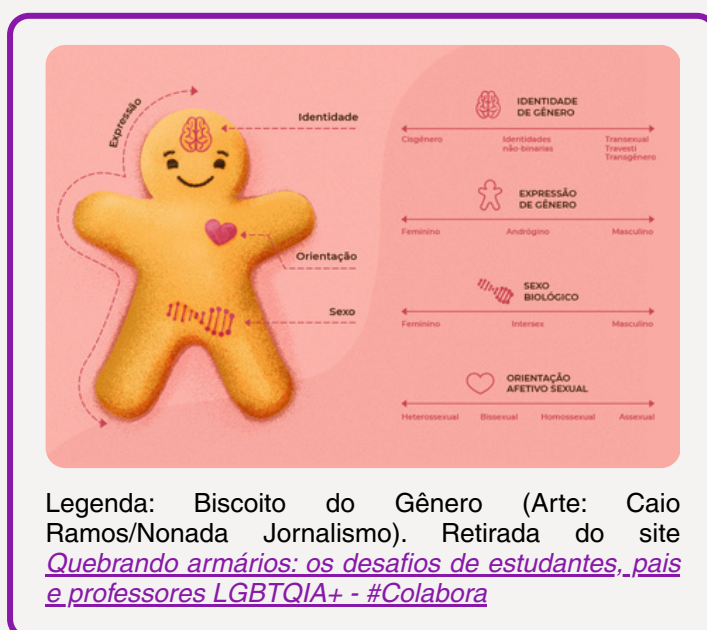 Expressão
Identidade
Orientação
Sexo
IDENTIDADE
DE GÊNERO
Cisgênero
Identidades
não-binarias
Transexual
Travesti
Transgênero
EXPRESSÃO
DE GÊNERO
Feminino Andrógino Masculino
SEXO
BIOLÓGICO
Feminino Intersex Masculino
ORIENTAÇÃO
AFETIVO SEXUAL
Heterossexual Bissexual Homossexual Assexual
Legenda: Biscoito do Gênero (Arte: Caio
Ramos/Nonada Jornalismo). Retirada do site
Quebrando armários: os desafios de estudantes, pais
e professores LGBTQIA+ - #Colabora